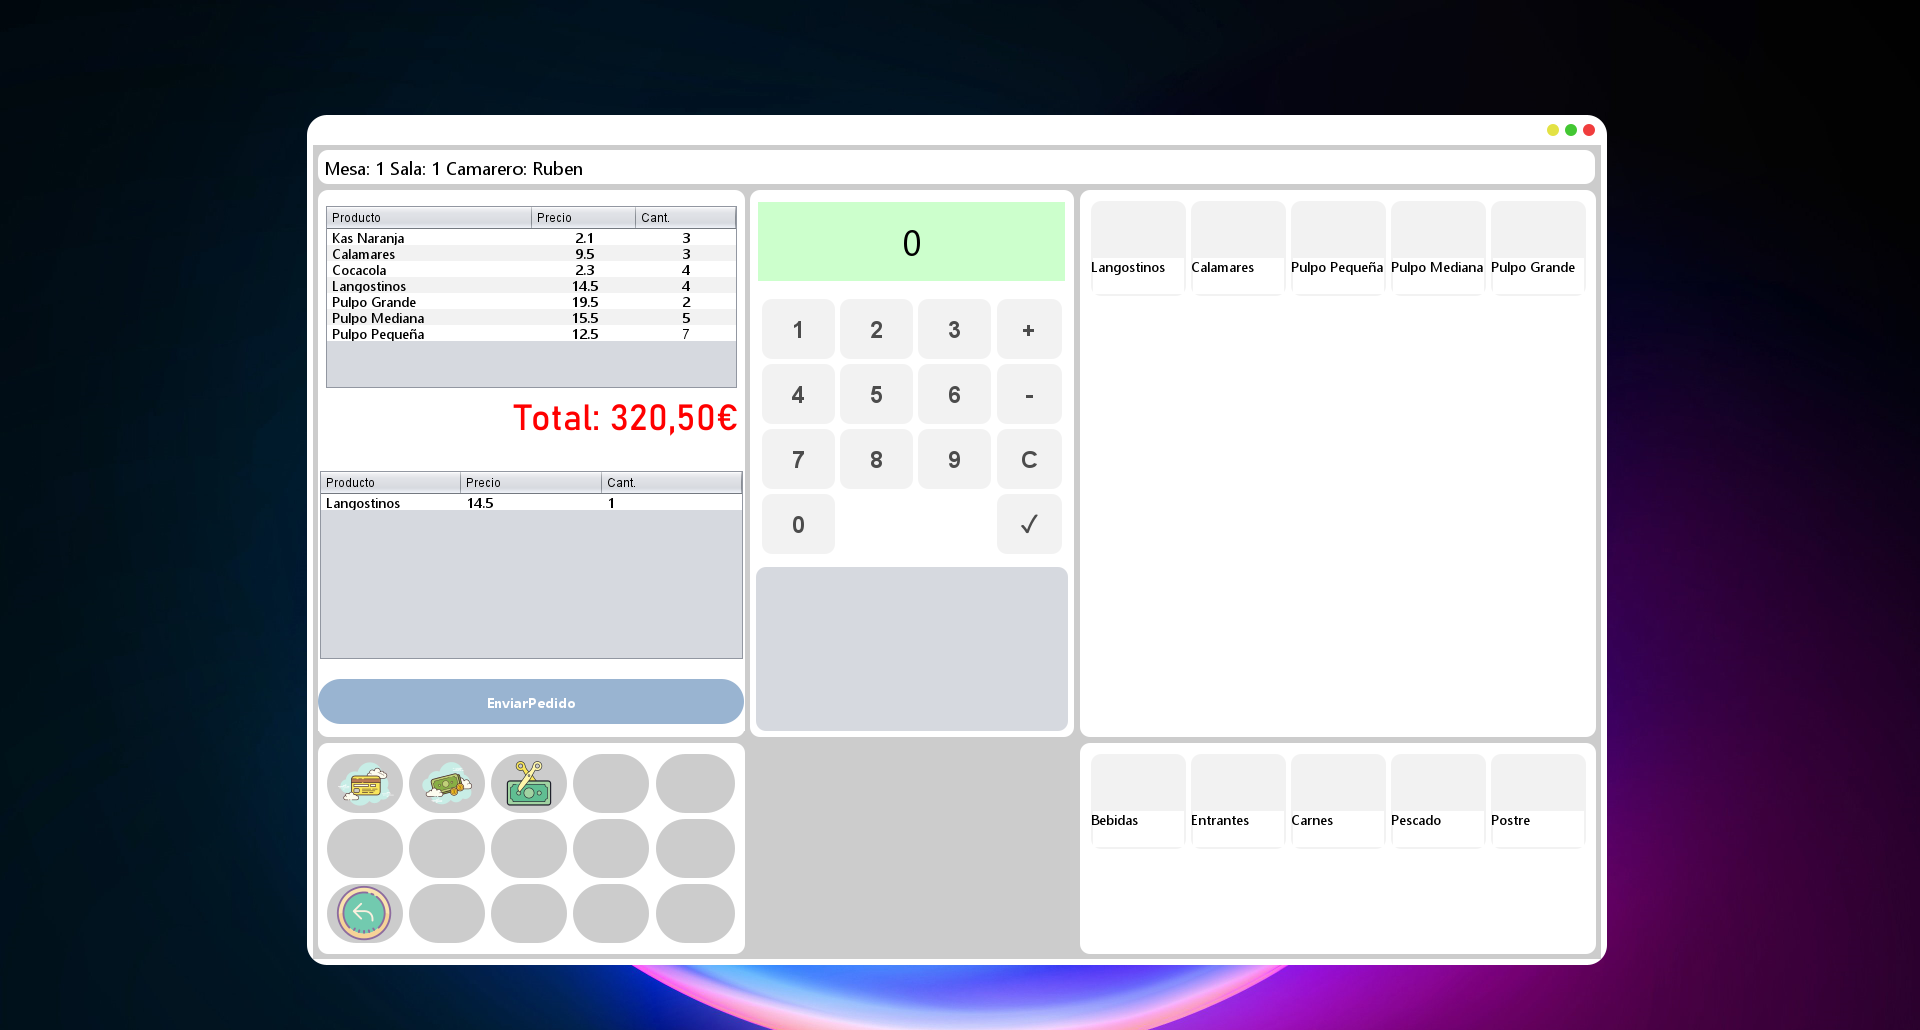 Mesa: 1 Sala: 1 Camarero: Ruben
Producto Precio Cant.
Kas Naranja 2.1 3
Calamares 9.5 3
Cocacola 2.3 4
Langostinos 14.5 4
Pulpo Grande 19.5 2
Pulpo Mediana 15.5 5
Pulpo Pequeña 12.5 7
Total: 320,50€
Producto Precio Cant.
Langostinos 14.5 1
EnviarPedido
0
1 2 3 +
4 5 6 -
7 8 9 C
0 ✓
Langostinos Calamares Pulpo Pequeña Pulpo Mediana Pulpo Grande
Bebidas Entrantes Carnes Pescado Postre